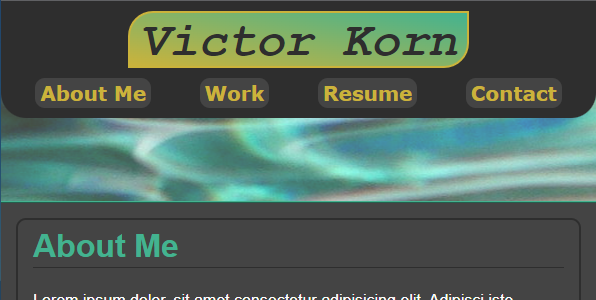 Victor Korn
About Me Work Resume Contact
About Me
Lorem ipsum dolor, sit amet consectetur adipisicing elit. Adipisci iste